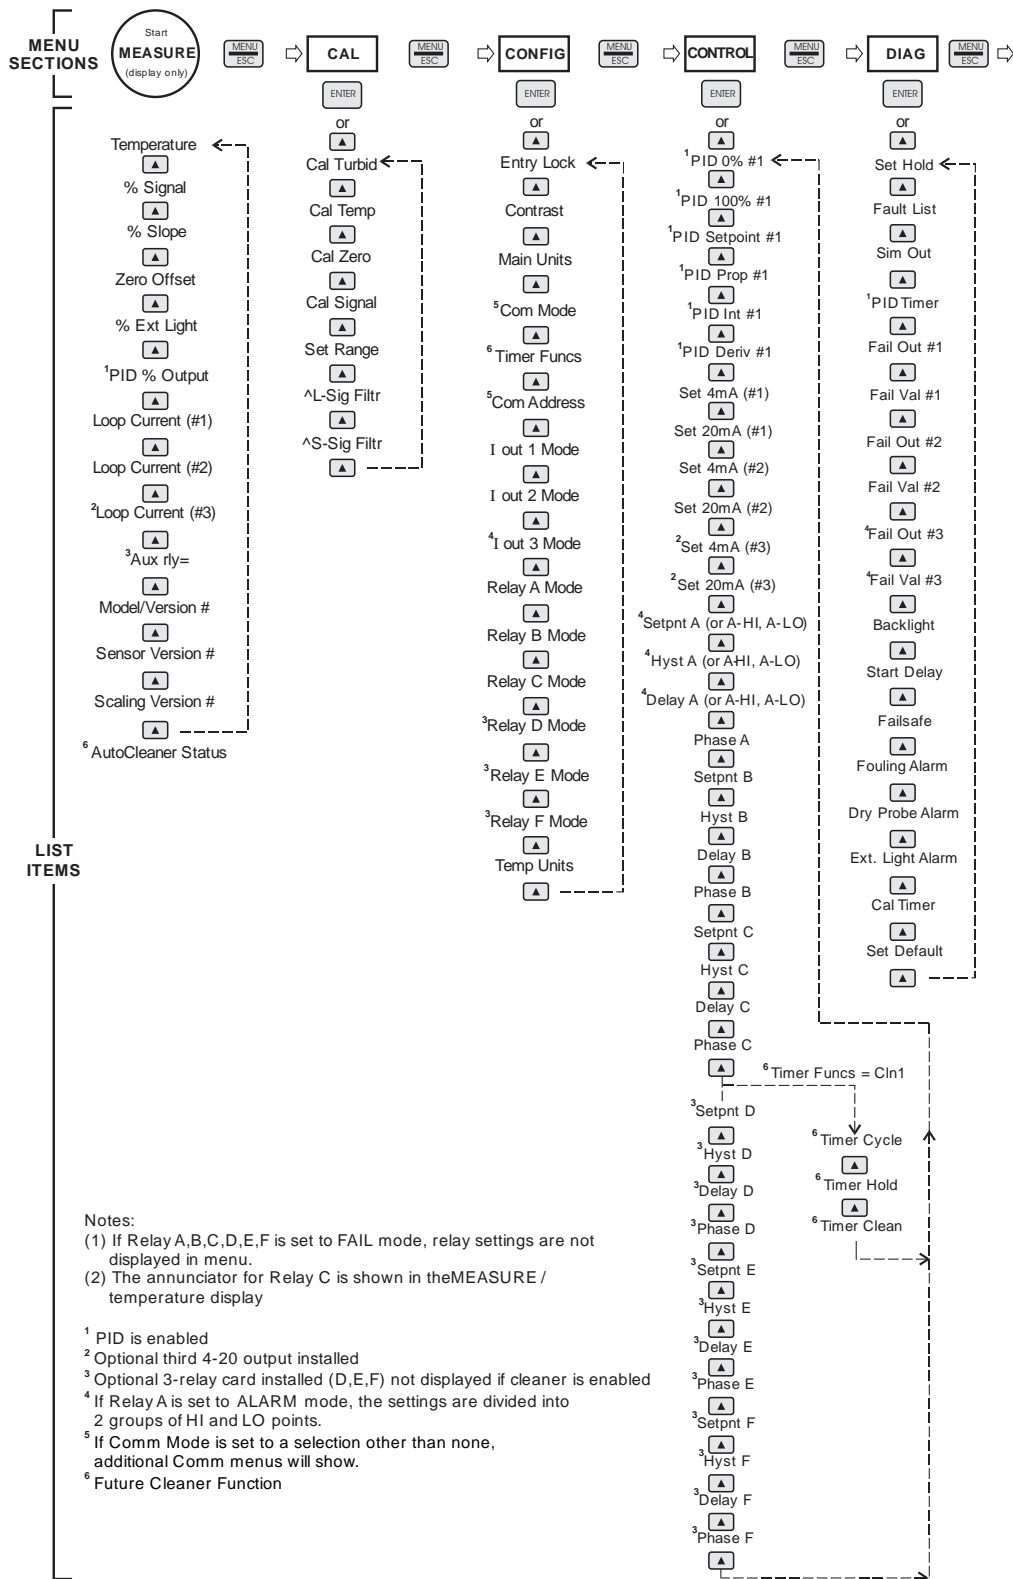 MENU
SECTIONS
Start
MEASURE
(display only)
MENU
ESC
CAL
MENU
ESC
CONFIG
MENU
ESC
CONTROL
MENU
ESC
DIAG
MENU
ESC
ENTER
ENTER
ENTER
ENTER
or
or
or
or
LIST
ITEMS
Temperature
% Signal
% Slope
Zero Offset
% Ext Light
1PID % Output
Loop Current (#1)
Loop Current (#2)
2Loop Current (#3)
3Aux rly=
Model/Version #
Sensor Version #
Scaling Version #
6 AutoCleaner Status
Cal Turbid
Cal Temp
Cal Zero
Cal Signal
Set Range
^L-Sig Filtr
^S-Sig Filtr
Entry Lock
Contrast
Main Units
5Com Mode
6 Timer Funcs
5Com Address
I out 1 Mode
I out 2 Mode
4I out 3 Mode
Relay A Mode
Relay B Mode
Relay C Mode
3Relay D Mode
3Relay E Mode
3Relay F Mode
Temp Units
1PID 0% #1
1PID 100% #1
1PID Setpoint #1
1PID Prop #1
1PID Int #1
1PID Deriv #1
Set 4mA (#1)
Set 20mA (#1)
Set 4mA (#2)
Set 20mA (#2)
2Set 4mA (#3)
2Set 20mA (#3)
4Setpnt A (or A-HI, A-LO)
4Hyst A (or A-HI, A-LO)
4Delay A (or A-HI, A-LO)
Phase A
Setpnt B
Hyst B
Delay B
Phase B
Setpnt C
Hyst C
Delay C
Phase C
3Setpnt D
3Hyst D
3Delay D
3Phase D
3Setpnt E
3Hyst E
3Delay E
3Phase E
3Setpnt F
3Hyst F
3Delay F
3Phase F
6 Timer Funcs = Cln1
6 Timer Cycle
6 Timer Hold
6 Timer Clean
Set Hold
Fault List
Sim Out
1PID Timer
Fail Out #1
Fail Val #1
Fail Out #2
Fail Val #2
4Fail Out #3
4Fail Val #3
Backlight
Start Delay
Failsafe
Fouling Alarm
Dry Probe Alarm
Ext. Light Alarm
Cal Timer
Set Default
Notes:
(1) If Relay A,B,C,D,E,F is set to FAIL mode, relay settings are not
displayed in menu.
(2) The annunciator for Relay C is shown in theMEASURE /
temperature display
1 PID is enabled
2 Optional third 4-20 output installed
3 Optional 3-relay card installed (D,E,F) not displayed if cleaner is enabled
4 If Relay A is set to ALARM mode, the settings are divided into
2 groups of HI and LO points.
5 If Comm Mode is set to a selection other than none,
additional Comm menus will show.
6 Future Cleaner Function